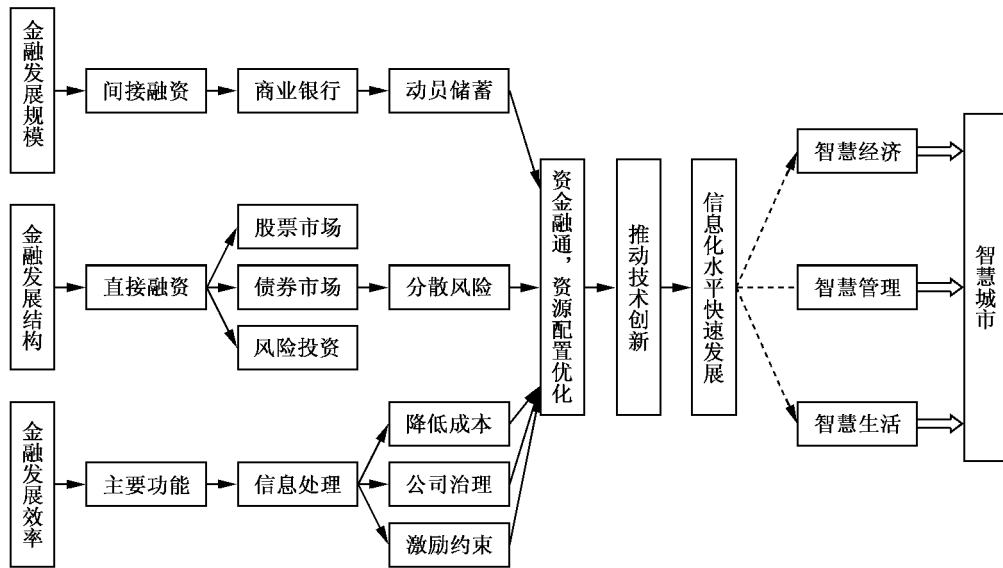 金融发展规模
间接融资
商业银行
动员储蓄
金融发展结构
直接融资
股票市场
债券市场
风险投资
分散风险
金融发展效率
主要功能
信息处理
降低成本
公司治理
激励约束
资金融通，资源配置优化
推动技术创新
信息化水平快速发展
智慧经济
智慧管理
智慧生活
智慧城市